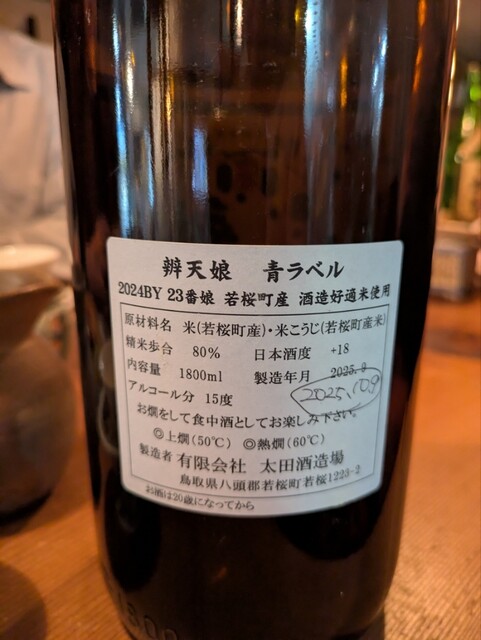 辨天娘 青ラベル
2024BY 23番娘 若桜町産 酒造好適米使用
原材料名 米(若桜町産)・米こうじ(若桜町産米)
精米歩合 80% 日本酒度 +18
内容量 1800ml 製造年月 2025.9
アルコール分 15度 2025.10.9
お燗をして食中酒としてお楽しみ下さい。
◎上燗(50℃) ◎熱燗(60℃)
製造者 有限会社 太田酒造場
鳥取県八頭郡若桜町若桜1223-2
お酒は20歳になってから